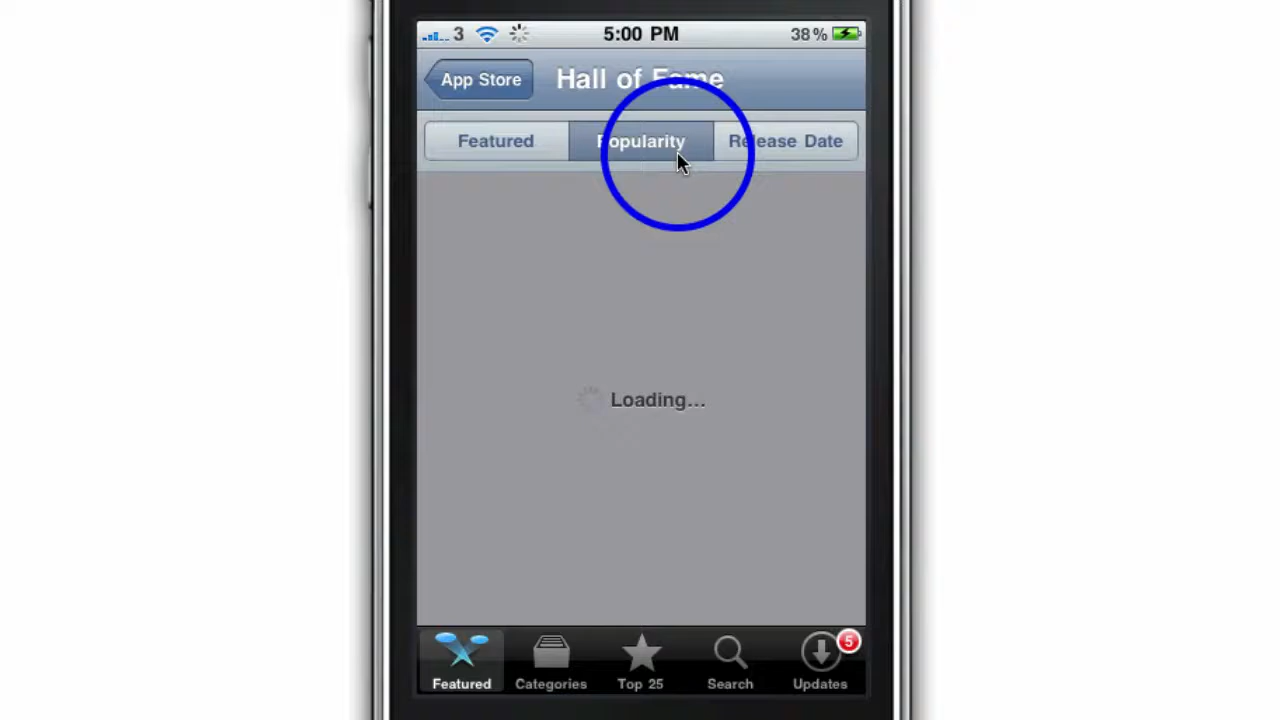 3 5:00 PM 38%
App Store Hall of Fame
Featured Popularity Release Date
Loading...
5
Featured Categories Top 25 Search Updates